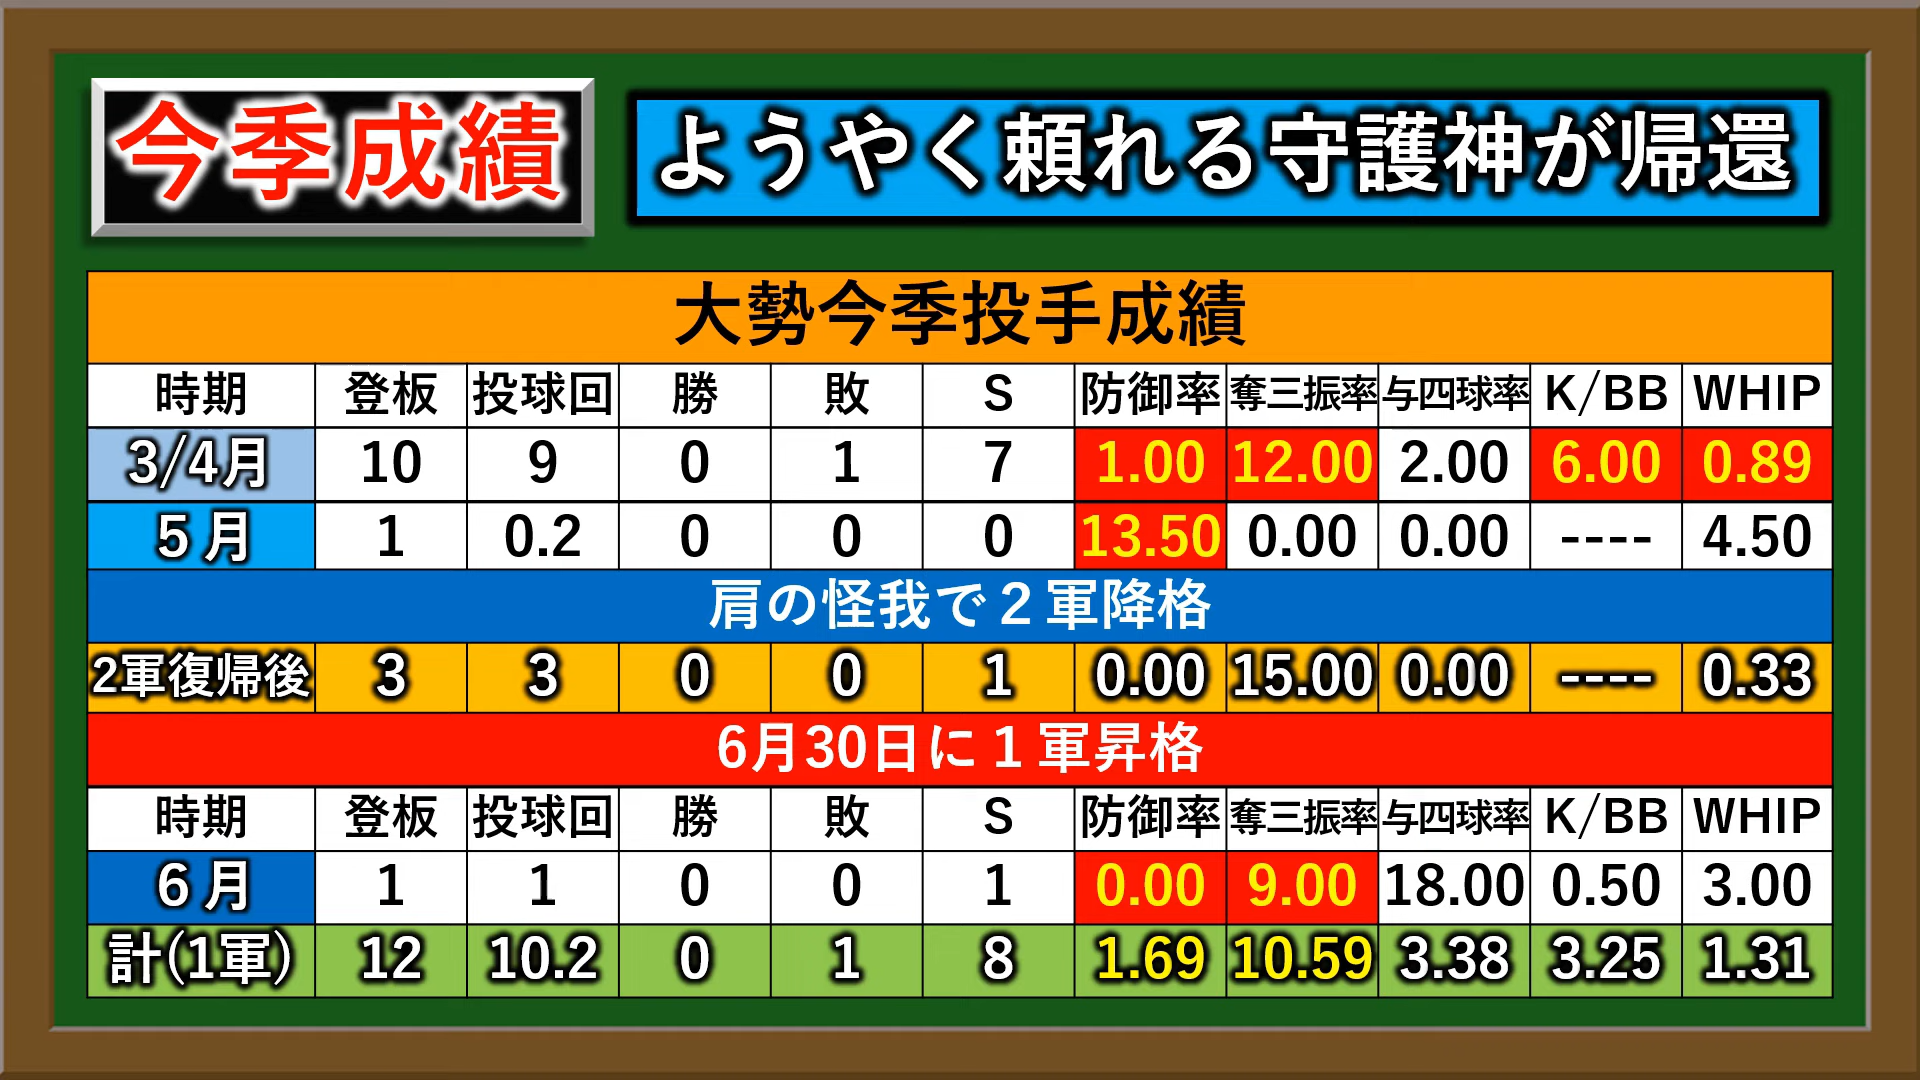 今季成績
ようやく頼れる守護神が帰還
大勢今季投手成績
時期 登板 投球回 勝 敗 S 防御率 奪三振率 与四球率 K/BB WHIP
3/4月 10 9 0 1 7 1.00 12.00 2.00 6.00 0.89
5月 1 0.2 0 0 0 13.50 0.00 0.00 ---- 4.50
肩の怪我で2軍降格
2軍復帰後 3 3 0 0 1 0.00 15.00 0.00 ---- 0.33
6月30日に1軍昇格
時期 登板 投球回 勝 敗 S 防御率 奪三振率 与四球率 K/BB WHIP
6月 1 1 0 0 1 0.00 9.00 18.00 0.50 3.00
計(1軍) 12 10.2 0 1 8 1.69 10.59 3.38 3.25 1.31